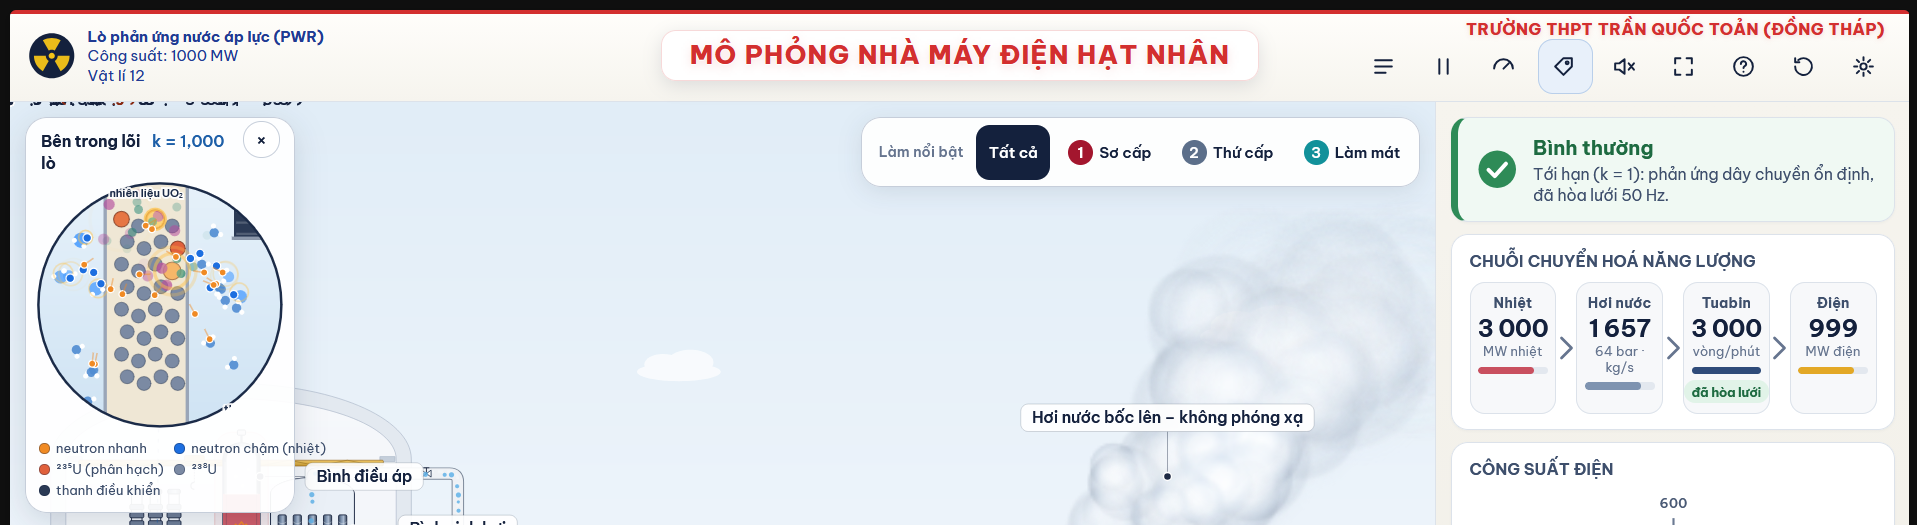 Lò phản ứng nước áp lực (PWR)
Công suất: 1000 MW
Vật lí 12
MÔ PHỎNG NHÀ MÁY ĐIỆN HẠT NHÂN
TRƯỜNG THPT TRẦN QUỐC TOẢN (ĐỒNG THÁP)
Bên trong lõi lò
k = 1,000
×
nhiên liệu UO₂
neutron nhanh
neutron chậm (nhiệt)
²³⁵U (phân hạch)
²³⁸U
thanh điều khiển
Làm nổi bật
Tất cả
1 Sơ cấp
2 Thứ cấp
3 Làm mát
Hơi nước bốc lên – không phóng xạ
Bình điều áp
Bình thường
Tới hạn (k = 1): phản ứng dây chuyền ổn định,
đã hòa lưới 50 Hz.
CHUỖI CHUYỂN HOÁ NĂNG LƯỢNG
Nhiệt
3 000
MW nhiệt
Hơi nước
1 657
64 bar ·
kg/s
Tuabin
3 000
vòng/phút
đã hòa lưới
Điện
999
MW điện
CÔNG SUẤT ĐIỆN
600